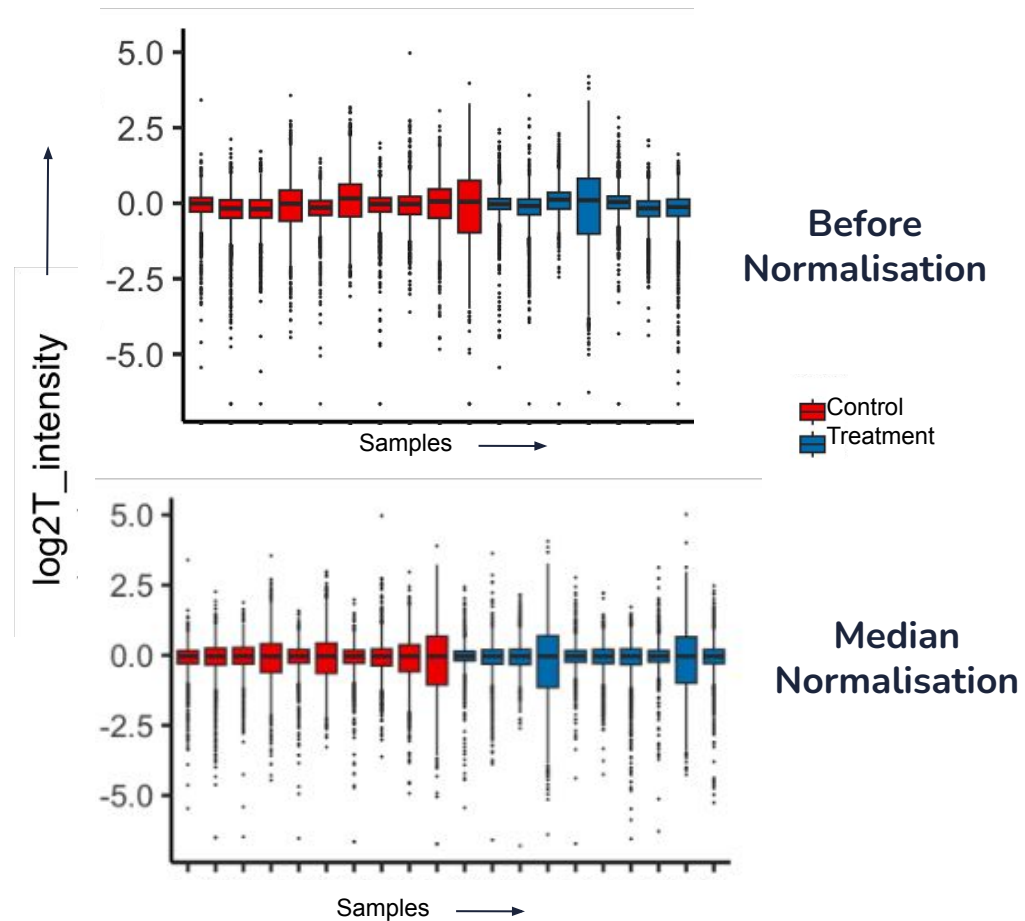 5.0
2.5
0.0
-2.5
-5.0
Samples
Before
Normalisation
log2T_intensity
Control
Treatment
5.0
2.5
0.0
-2.5
-5.0
Samples
Median
Normalisation